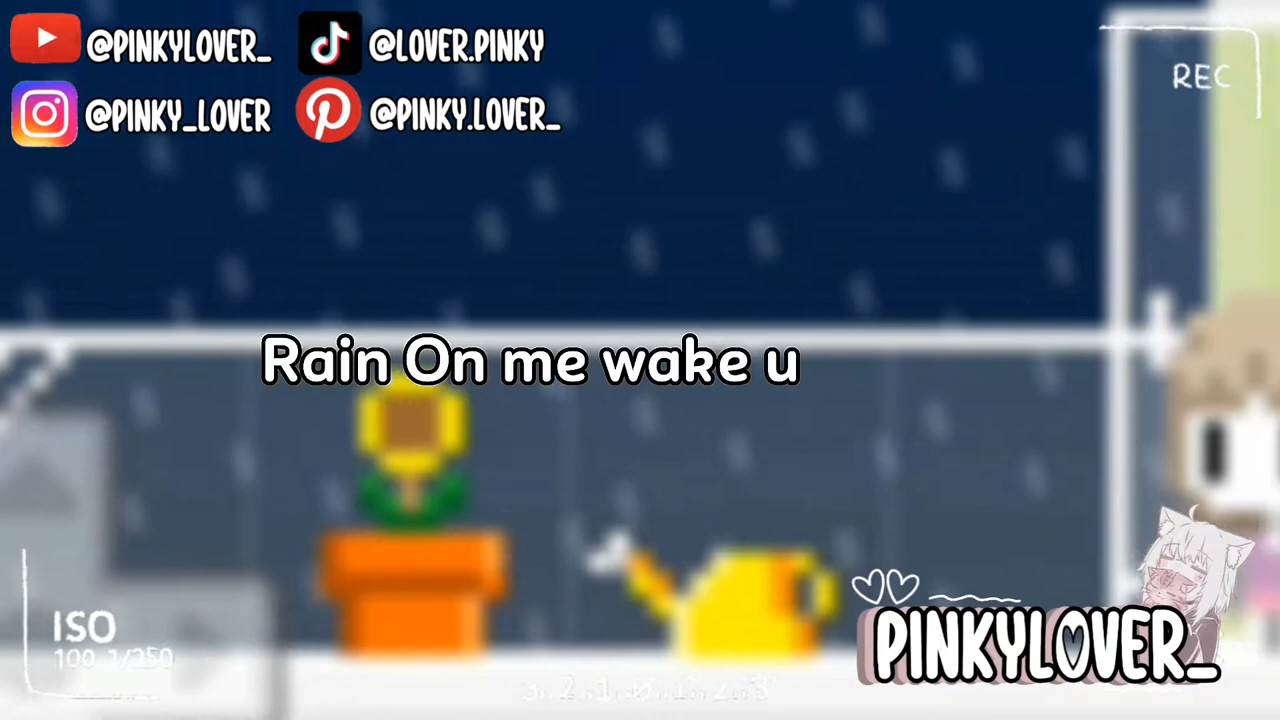 @PINKYLOVER_
@LOVER.PINKY
@PINKY_LOVER
@PINKY.LOVER_
REC
Rain On me wake u
ISO
100 1/250
PINKYLOVER_